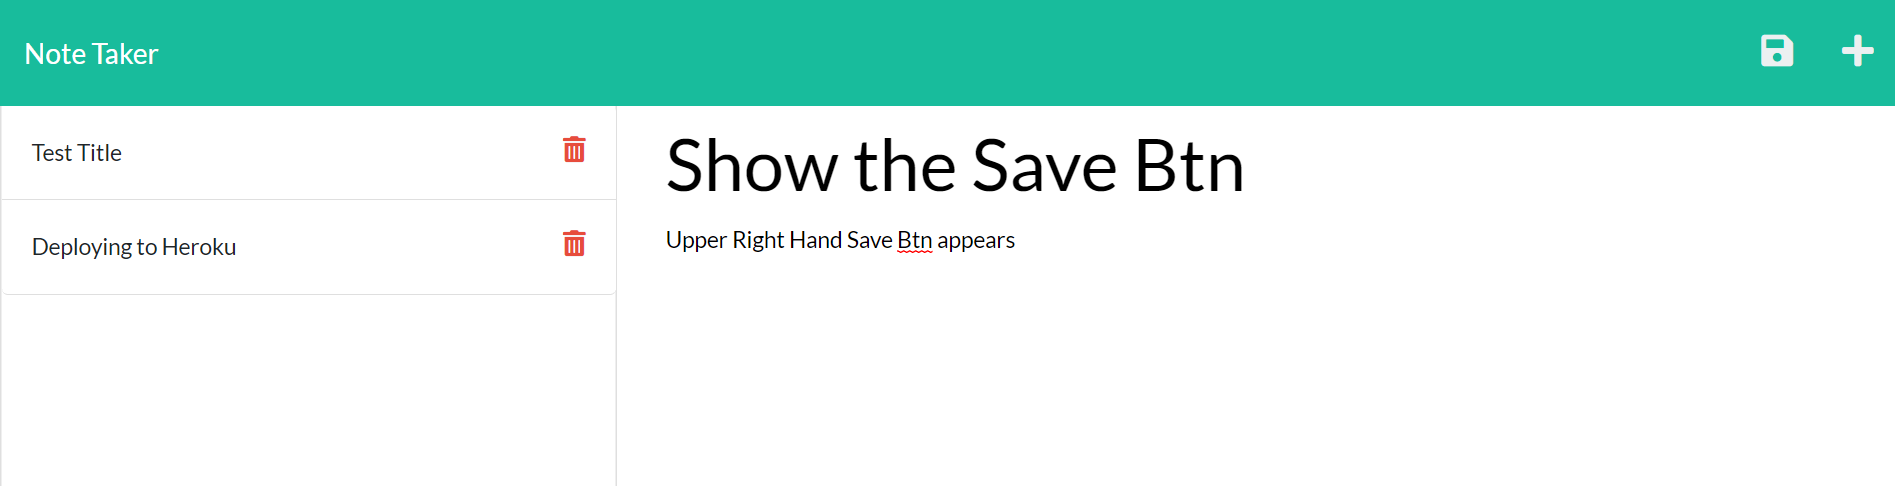 Note Taker
Test Title
Deploying to Heroku
Show the Save Btn
Upper Right Hand Save Btn appears